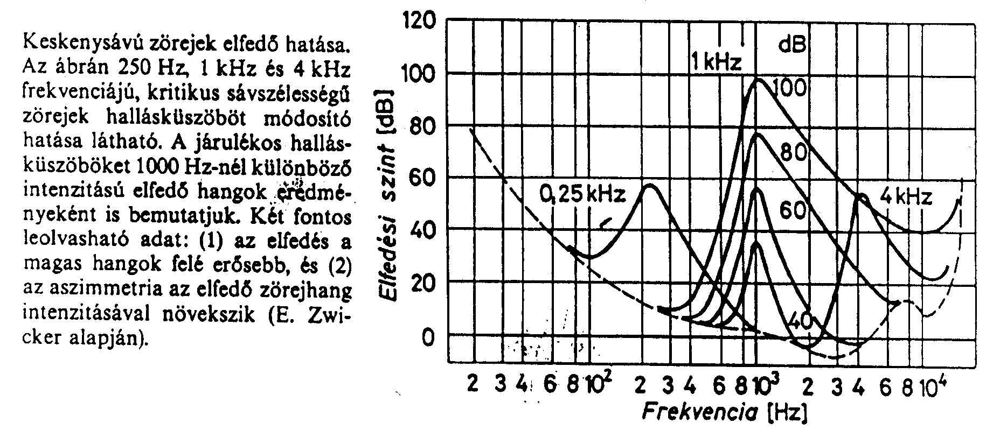 Keskenysávú zörejek elfedő hatása.
Az ábrán 250 Hz, 1 kHz és 4 kHz
frekvenciájú, kritikus sávszélességű
zörejek hallásküszöböt módosító
hatása látható. A járulékos hallás-
küszöböket 1000 Hz-nél különböző
intenzitású elfedő hangok eredmé-
nyeként is bemutatjuk. Két fontos
leolvasható adat: (1) az elfedés a
magas hangok felé erősebb, és (2)
az aszimmetria az elfedő zörejhang
intenzitásával növekszik (E. Zwi-
cker alapján).
Elfedési szint [dB]
120
100
80
60
40
20
0
dB
1 kHz
100
80
60
40
0,25 kHz
4 kHz
2 3 4 6 8 10² 2 3 4 6 8 10³ 2 3 4 6 8 10⁴
Frekvencia [Hz]